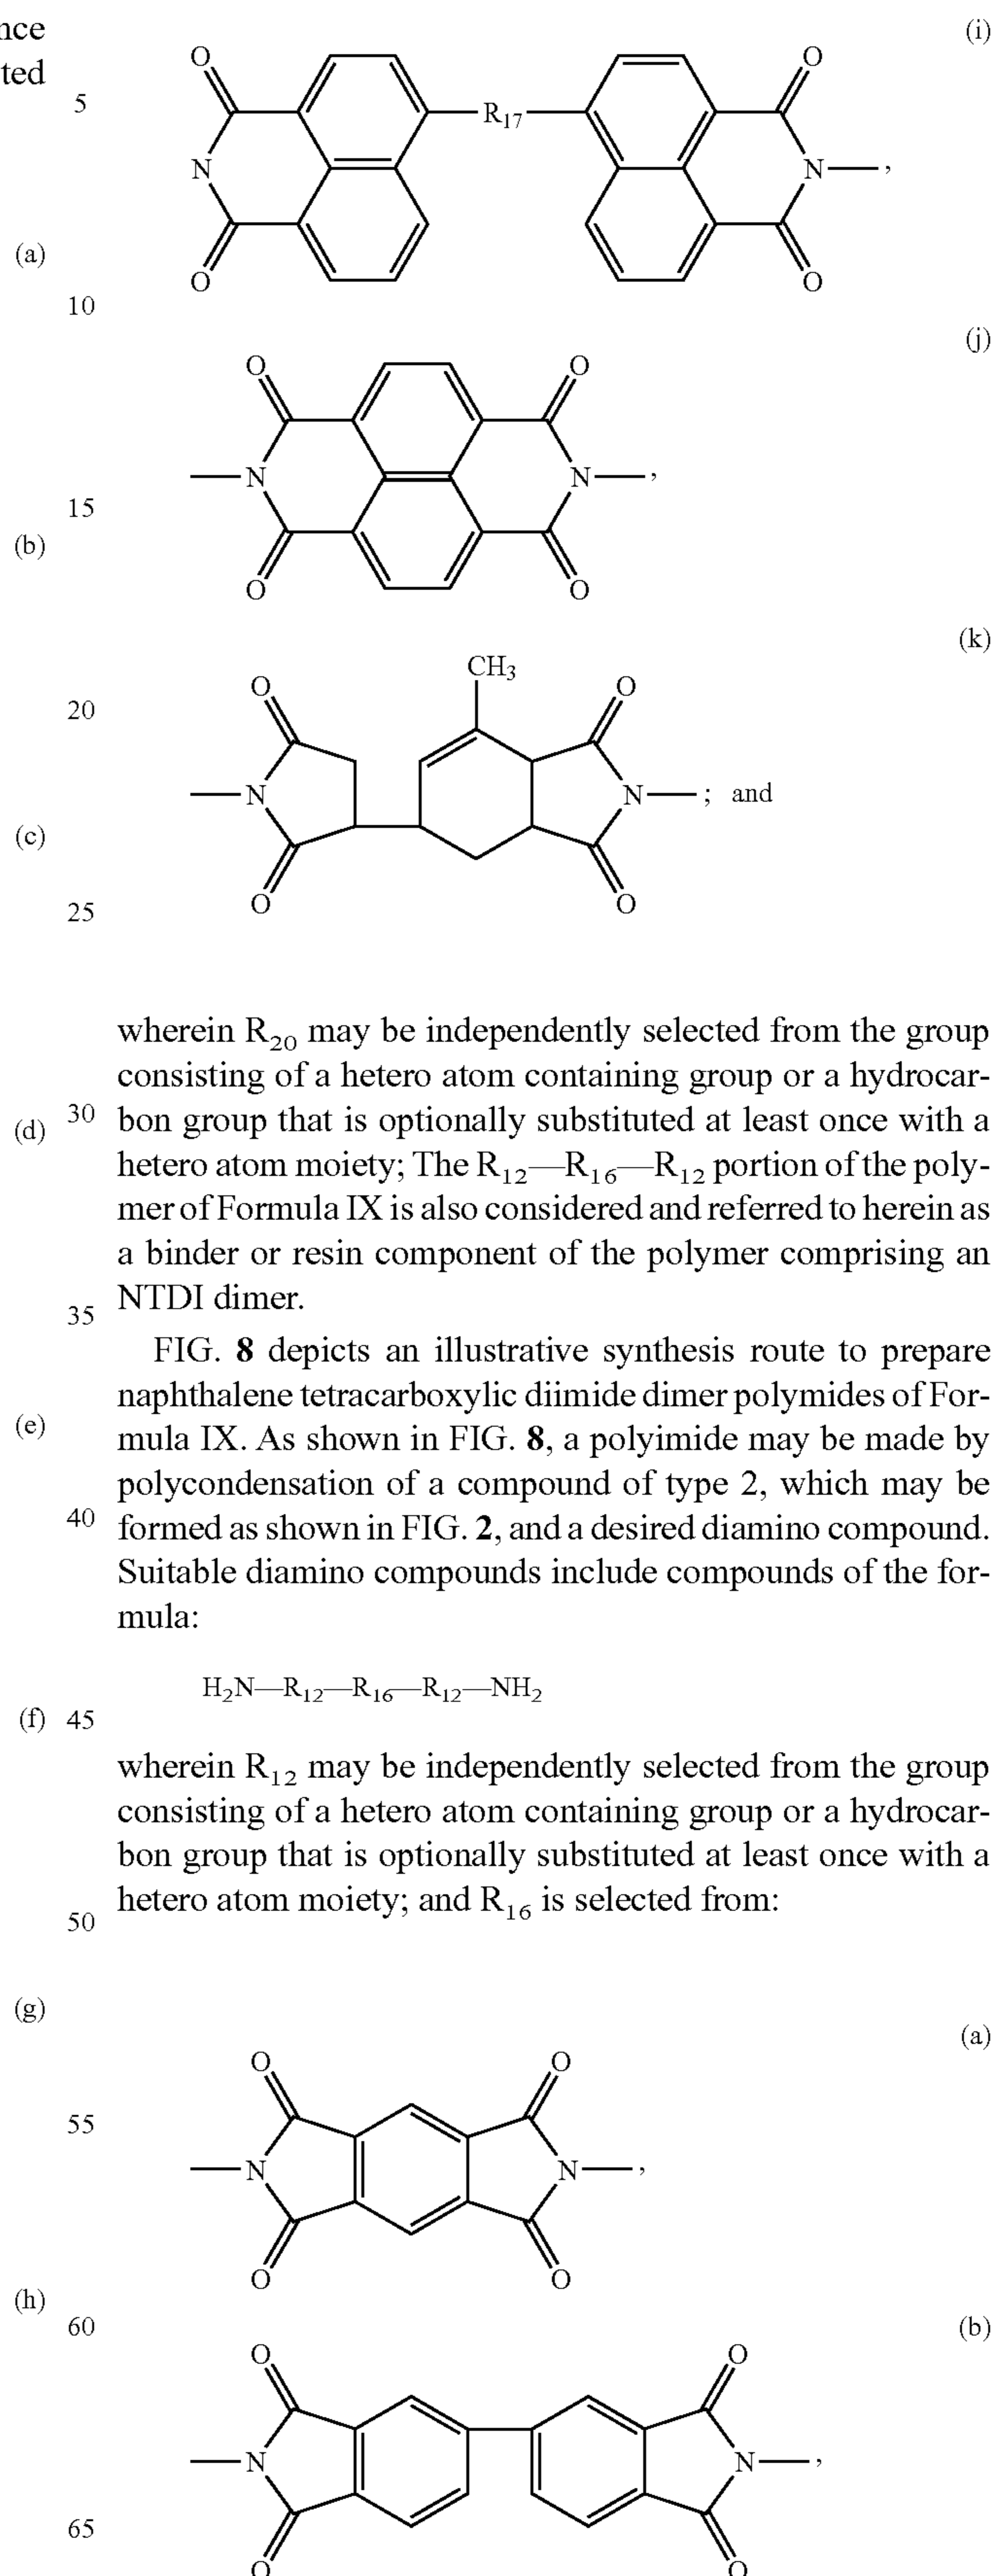 nce
ted
(a)
(b)
(c)
(d)
(e)
(f)
(g)
(h)
5
10
15
20
25
30
35
40
45
50
55
60
65
(i)
O O
R17
N N—,
O O
(j)
O O
—N N—,
O O
(k)
CH3
O O
—N N—; and
O O
wherein R20 may be independently selected from the group
consisting of a hetero atom containing group or a hydrocar-
bon group that is optionally substituted at least once with a
hetero atom moiety; The R12—R16—R12 portion of the poly-
mer of Formula IX is also considered and referred to herein as
a binder or resin component of the polymer comprising an
NTDI dimer.
FIG. 8 depicts an illustrative synthesis route to prepare
naphthalene tetracarboxylic diimide dimer polymides of For-
mula IX. As shown in FIG. 8, a polyimide may be made by
polycondensation of a compound of type 2, which may be
formed as shown in FIG. 2, and a desired diamino compound.
Suitable diamino compounds include compounds of the for-
mula:
H2N—R12—R16—R12—NH2
wherein R12 may be independently selected from the group
consisting of a hetero atom containing group or a hydrocar-
bon group that is optionally substituted at least once with a
hetero atom moiety; and R16 is selected from:
(a)
O O
—N N—,
O O
(b)
O O
—N N—,
O O